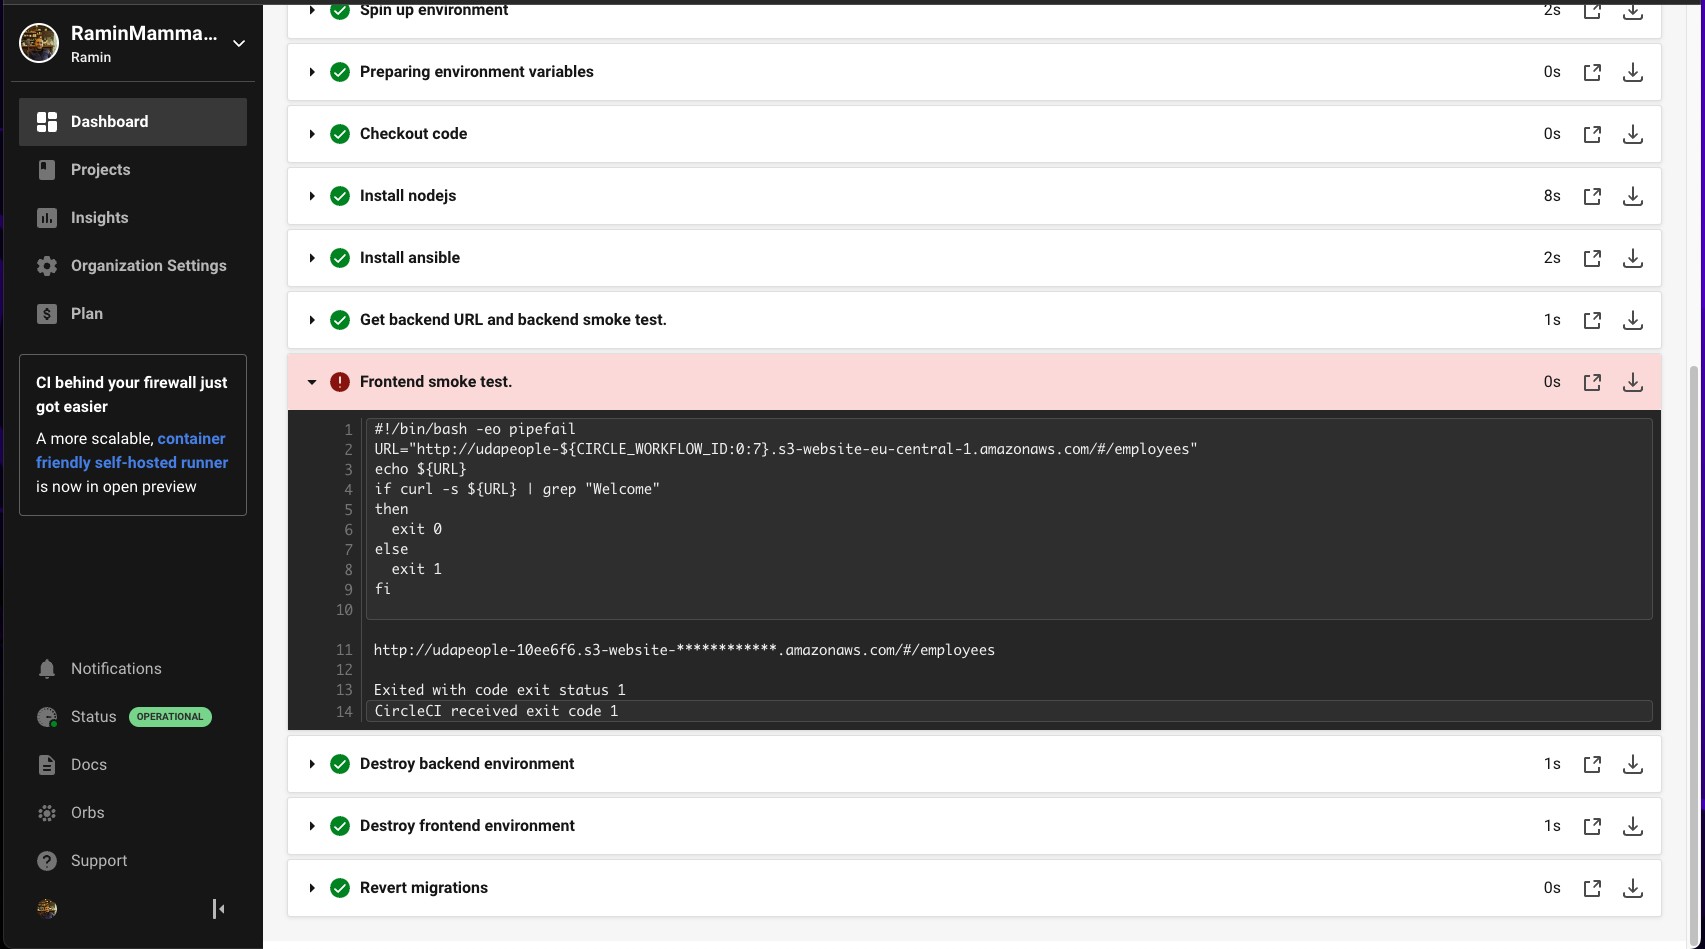 RaminMamma...
Ramin
Dashboard
Projects
Insights
Organization Settings
Plan
CI behind your firewall just
got easier
A more scalable, container
friendly self-hosted runner
is now in open preview
Notifications
Status OPERATIONAL
Docs
Orbs
Support
Spin up environment 2s
Preparing environment variables 0s
Checkout code 0s
Install nodejs 8s
Install ansible 2s
Get backend URL and backend smoke test. 1s
Frontend smoke test. 0s
1 #!/bin/bash -eo pipefail
2 URL="http://udapeople-${CIRCLE_WORKFLOW_ID:0:7}.s3-website-eu-central-1.amazonaws.com/#/employees"
3 echo ${URL}
4 if curl -s ${URL} | grep "Welcome"
5 then
6 exit 0
7 else
8 exit 1
9 fi
10
11 http://udapeople-10ee6f6.s3-website-************.amazonaws.com/#/employees
12
13 Exited with code exit status 1
14 CircleCI received exit code 1
Destroy backend environment 1s
Destroy frontend environment 1s
Revert migrations 0s